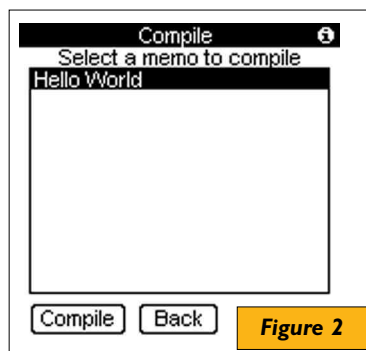 Compile i
Select a memo to compile
Hello World
Compile Back
Figure 2